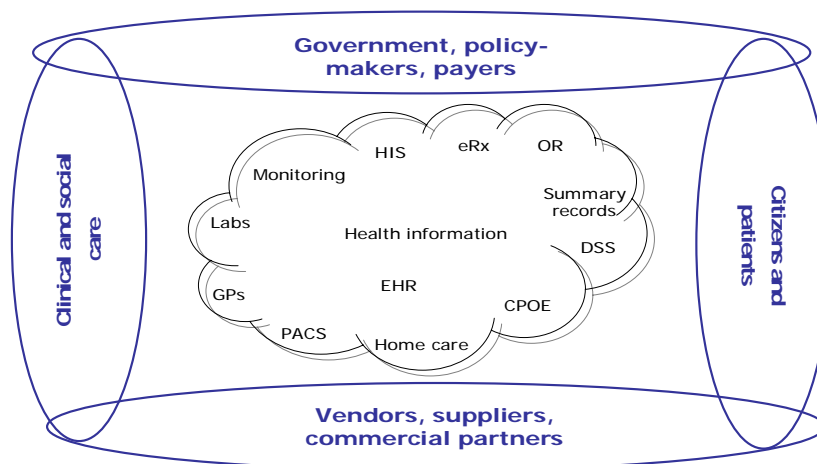 Government, policy-
makers, payers
Clinical and social
care
Citizens and
patients
HIS
eRx
OR
Monitoring
Summary
records
Labs
Health information
DSS
EHR
GPs
CPOE
PACS
Home care
Vendors, suppliers,
commercial partners